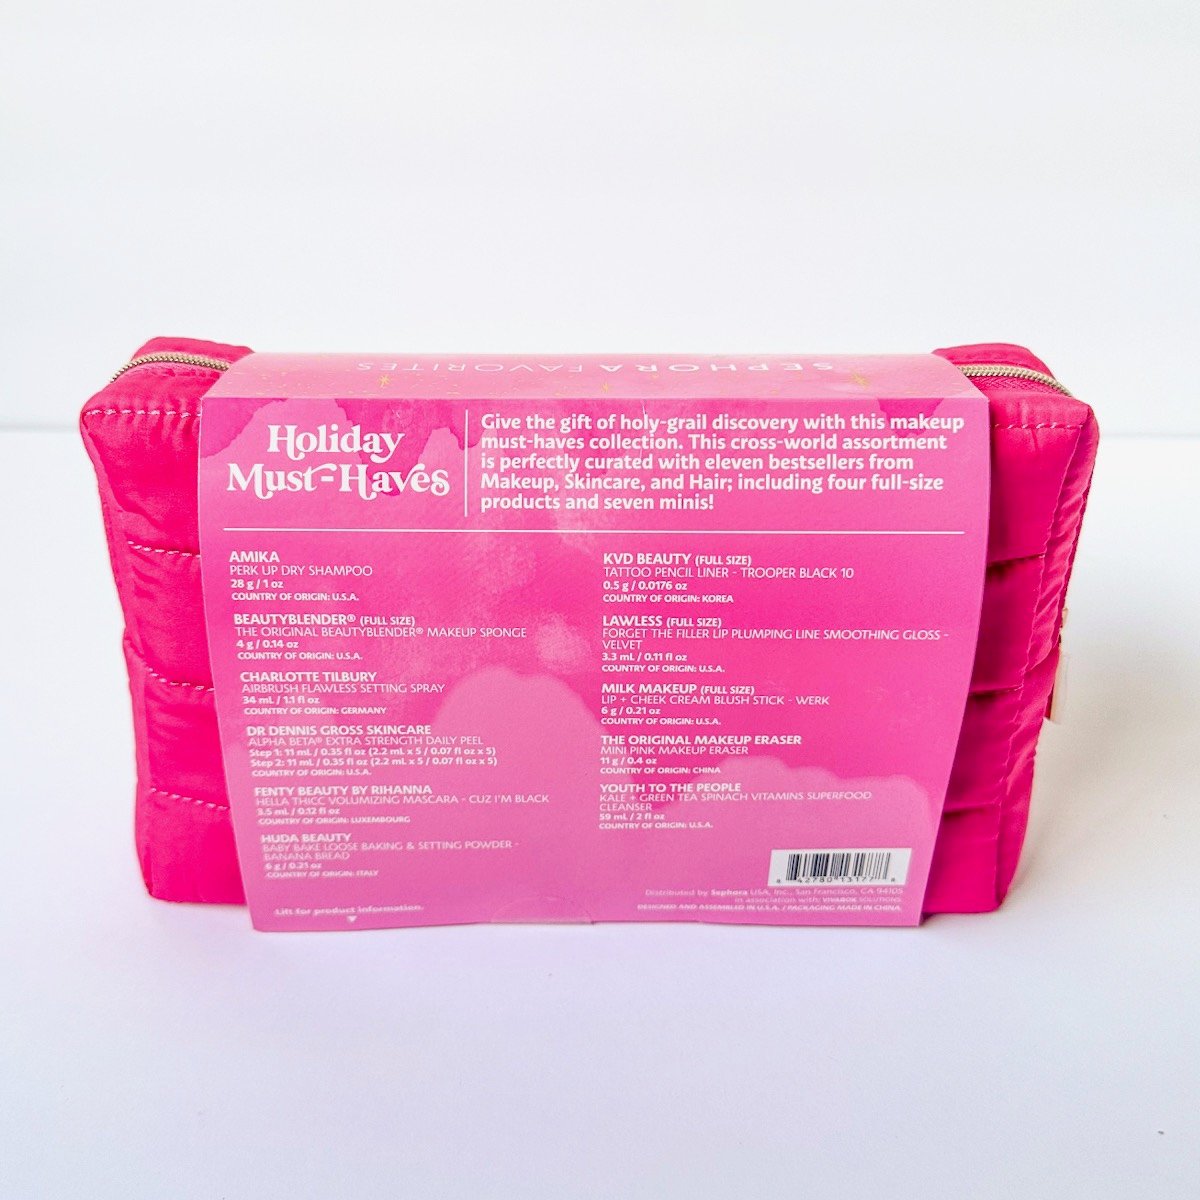 SEPHORA FAVORITES
Holiday
Must-Haves
Give the gift of holy-grail discovery with this makeup
must-haves collection. This cross-world assortment
is perfectly curated with eleven bestsellers from
Makeup, Skincare, and Hair; including four full-size
products and seven minis!
AMIKA
PERK UP DRY SHAMPOO
28 g / 1 oz
COUNTRY OF ORIGIN: U.S.A.
BEAUTYBLENDER® (FULL SIZE)
THE ORIGINAL BEAUTYBLENDER® MAKEUP SPONGE
4 g / 0.14 oz
COUNTRY OF ORIGIN: U.S.A.
CHARLOTTE TILBURY
AIRBRUSH FLAWLESS SETTING SPRAY
34 mL / 1.1 fl oz
COUNTRY OF ORIGIN: GERMANY
DR DENNIS GROSS SKINCARE
ALPHA BETA® EXTRA STRENGTH DAILY PEEL
Step 1: 11 mL / 0.35 fl oz (2.2 mL x 5 / 0.07 fl oz x 5)
Step 2: 11 mL / 0.35 fl oz (2.2 mL x 5 / 0.07 fl oz x 5)
COUNTRY OF ORIGIN: U.S.A.
FENTY BEAUTY BY RIHANNA
HELLA THICC VOLUMIZING MASCARA - CUZ I'M BLACK
3.5 mL / 0.12 fl oz
COUNTRY OF ORIGIN: LUXEMBOURG
HUDA BEAUTY
BABY BAKE LOOSE BAKING & SETTING POWDER -
BANANA BREAD
6 g / 0.21 oz
COUNTRY OF ORIGIN: ITALY
Lift for product information.
KVD BEAUTY (FULL SIZE)
TATTOO PENCIL LINER - TROOPER BLACK 10
0.5 g / 0.0176 oz
COUNTRY OF ORIGIN: KOREA
LAWLESS (FULL SIZE)
FORGET THE FILLER LIP PLUMPING LINE SMOOTHING GLOSS -
VELVET
3.3 mL / 0.11 fl oz
COUNTRY OF ORIGIN: U.S.A.
MILK MAKEUP (FULL SIZE)
LIP + CHEEK CREAM BLUSH STICK - WERK
6 g / 0.21 oz
COUNTRY OF ORIGIN: U.S.A.
THE ORIGINAL MAKEUP ERASER
MINI PINK MAKEUP ERASER
11 g / 0.4 oz
COUNTRY OF ORIGIN: CHINA
YOUTH TO THE PEOPLE
KALE + GREEN TEA SPINACH VITAMINS SUPERFOOD
CLEANSER
59 mL / 2 fl oz
COUNTRY OF ORIGIN: U.S.A.
8 42780 13177 8
Distributed by Sephora USA, Inc., San Francisco, CA 94105
in association with: VIVABOX SOLUTIONS.
DESIGNED AND ASSEMBLED IN U.S.A. / PACKAGING MADE IN CHINA.